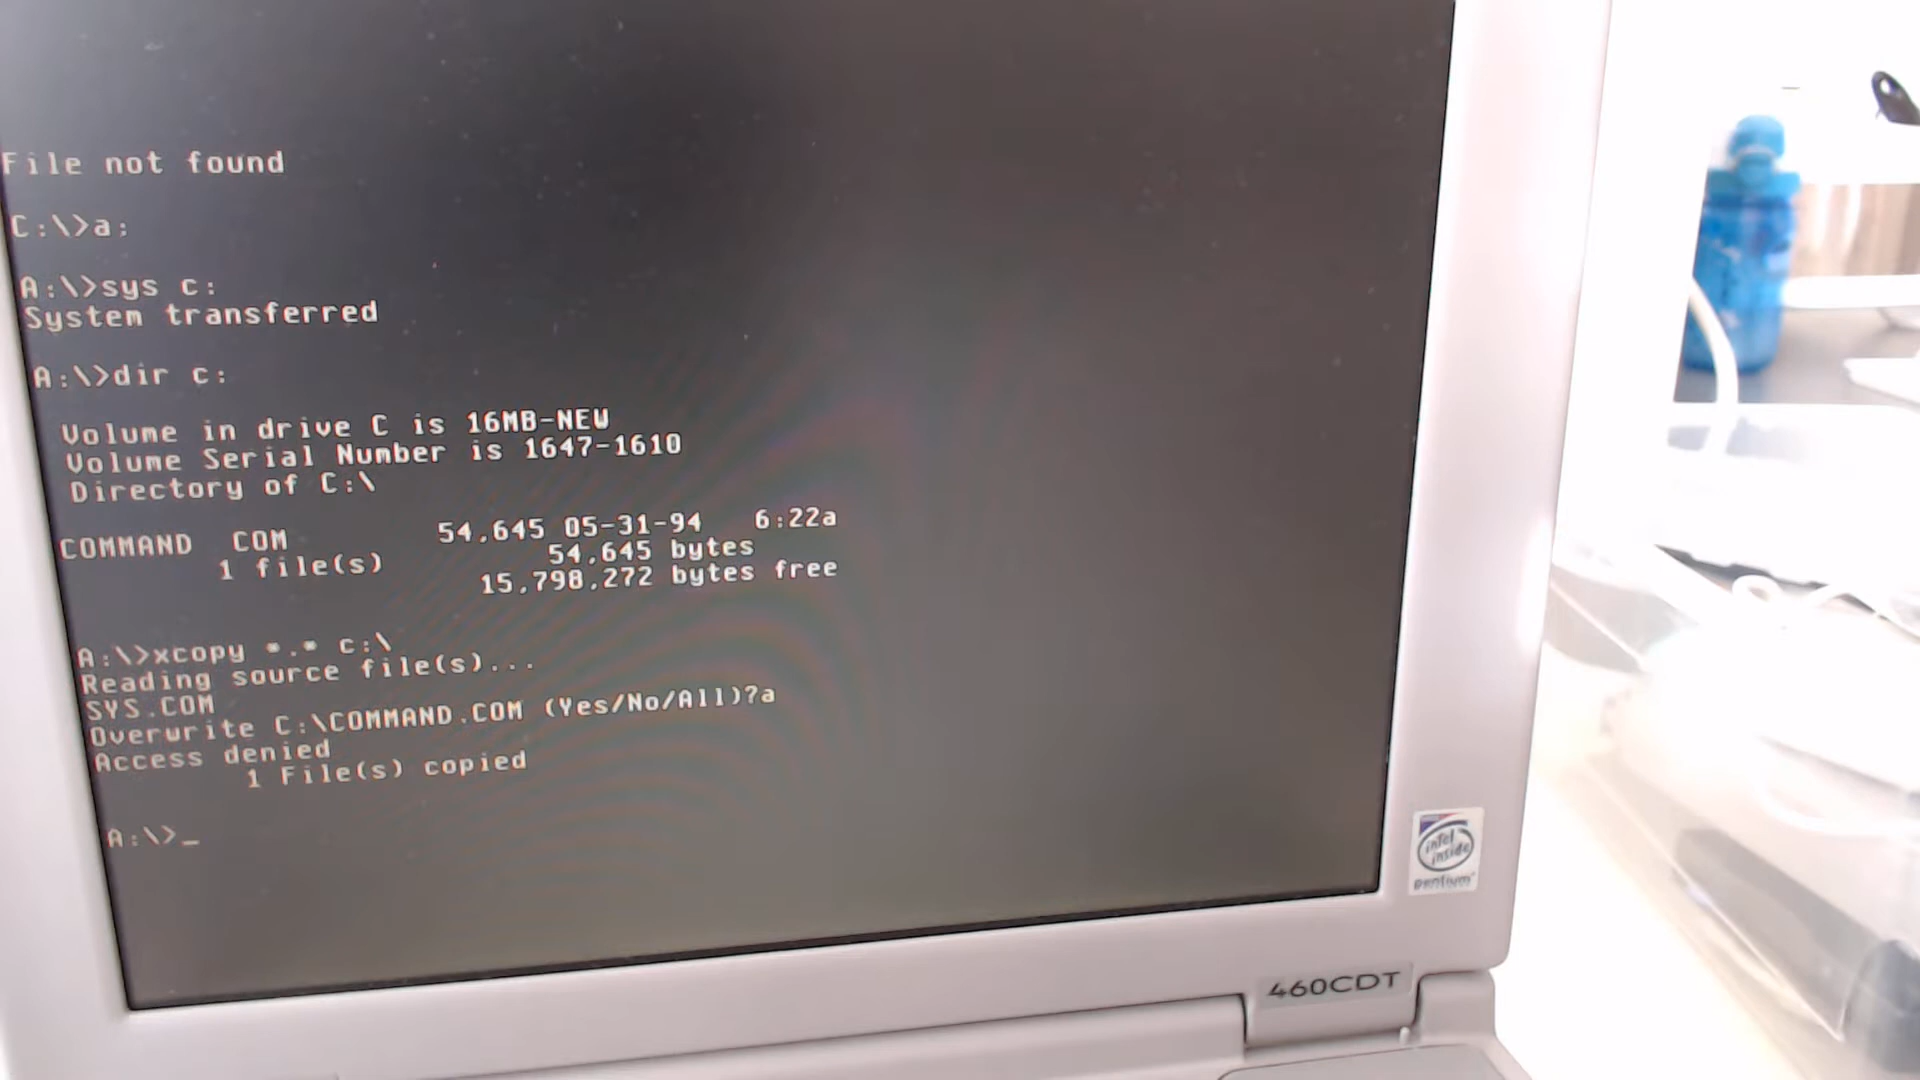 File not found
C:\>a;
A:\>sys c:
System transferred
A:\>dir c:
Volume in drive C is 16MB-NEW
Volume Serial Number is 1647-1610
Directory of C:\
COMMAND COM 54,645 05-31-94 6:22a
1 file(s) 54,645 bytes
15,798,272 bytes free
A:\>xcopy *.* c:\
Reading source file(s)...
SYS.COM
Overwrite C:\COMMAND.COM (Yes/No/All)?a
Access denied
1 File(s) copied
A:\>_
intel
inside
pentium
460CDT